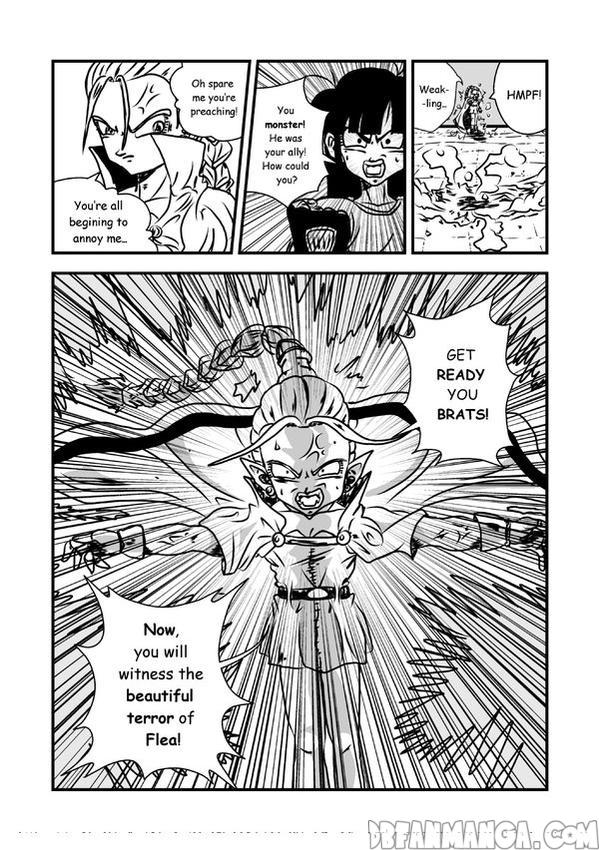 HMPF!
Weak-
-ling...
You
monster!
He was
your ally!
How could
you?
Oh spare
me you're
preaching!
You're all
begining to
annoy me...
GET
READY
YOU
BRATS!
Now,
you will
witness the
beautiful
terror of
Flea!
DBFANMANGA.COM